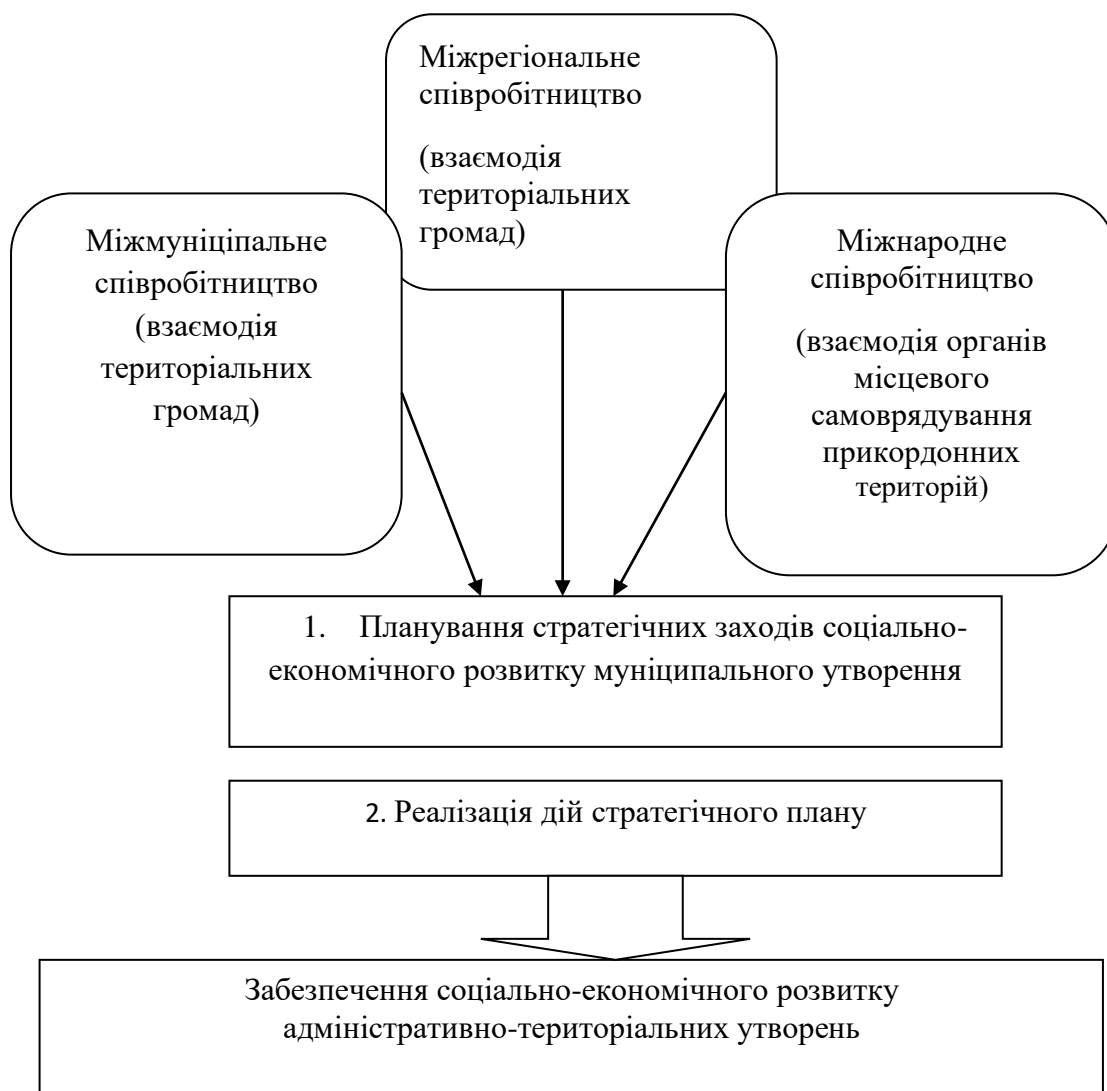 Міжрегіональне
співробітництво
(взаємодія
територіальних
громад)
Міжмуніципальне
співробітництво
(взаємодія
територіальних
громад)
Міжнародне
співробітництво
(взаємодія органів
місцевого
самоврядування
прикордонних
територій)
1. Планування стратегічних заходів соціально-
економічного розвитку муніципального утворення
2. Реалізація дій стратегічного плану
Забезпечення соціально-економічного розвитку
адміністративно-територіальних утворень